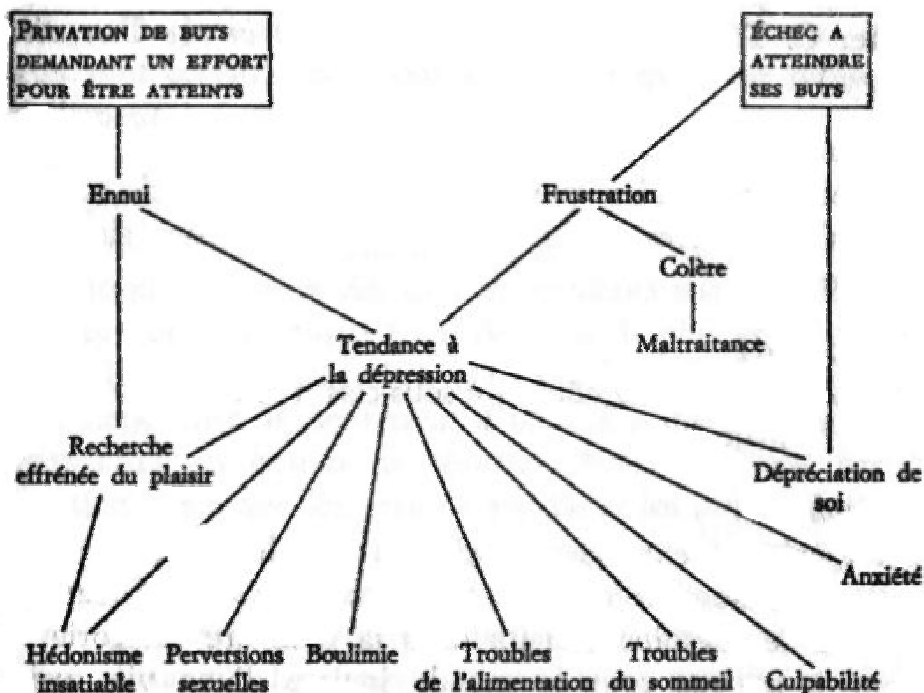 PRIVATION DE BUTS
DEMANDANT UN EFFORT
POUR ÊTRE ATTEINTS
ÉCHEC A
ATTEINDRE
SES BUTS
Ennui
Frustration
Colère
Maltraitance
Tendance à
la dépression
Recherche
effrénée du plaisir
Dépréciation de
soi
Anxiété
Hédonisme
insatiable
Perversions
sexuelles
Boulimie
Troubles
de l'alimentation
Troubles
du sommeil
Culpabilité